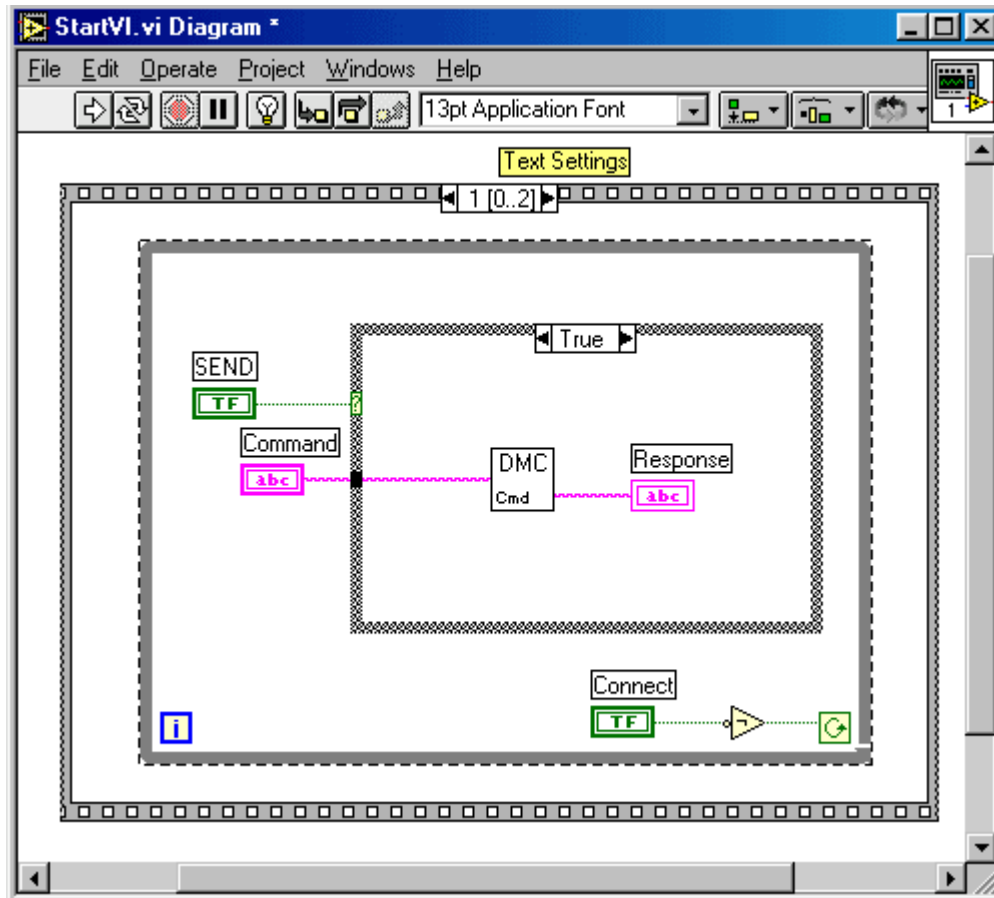 StartVI.vi Diagram *
File Edit Operate Project Windows Help
13pt Application Font
1
Text Settings
1 [0..2]
True
SEND
TF
?
Command
abc
DMC
Cmd
Response
abc
Connect
TF
i